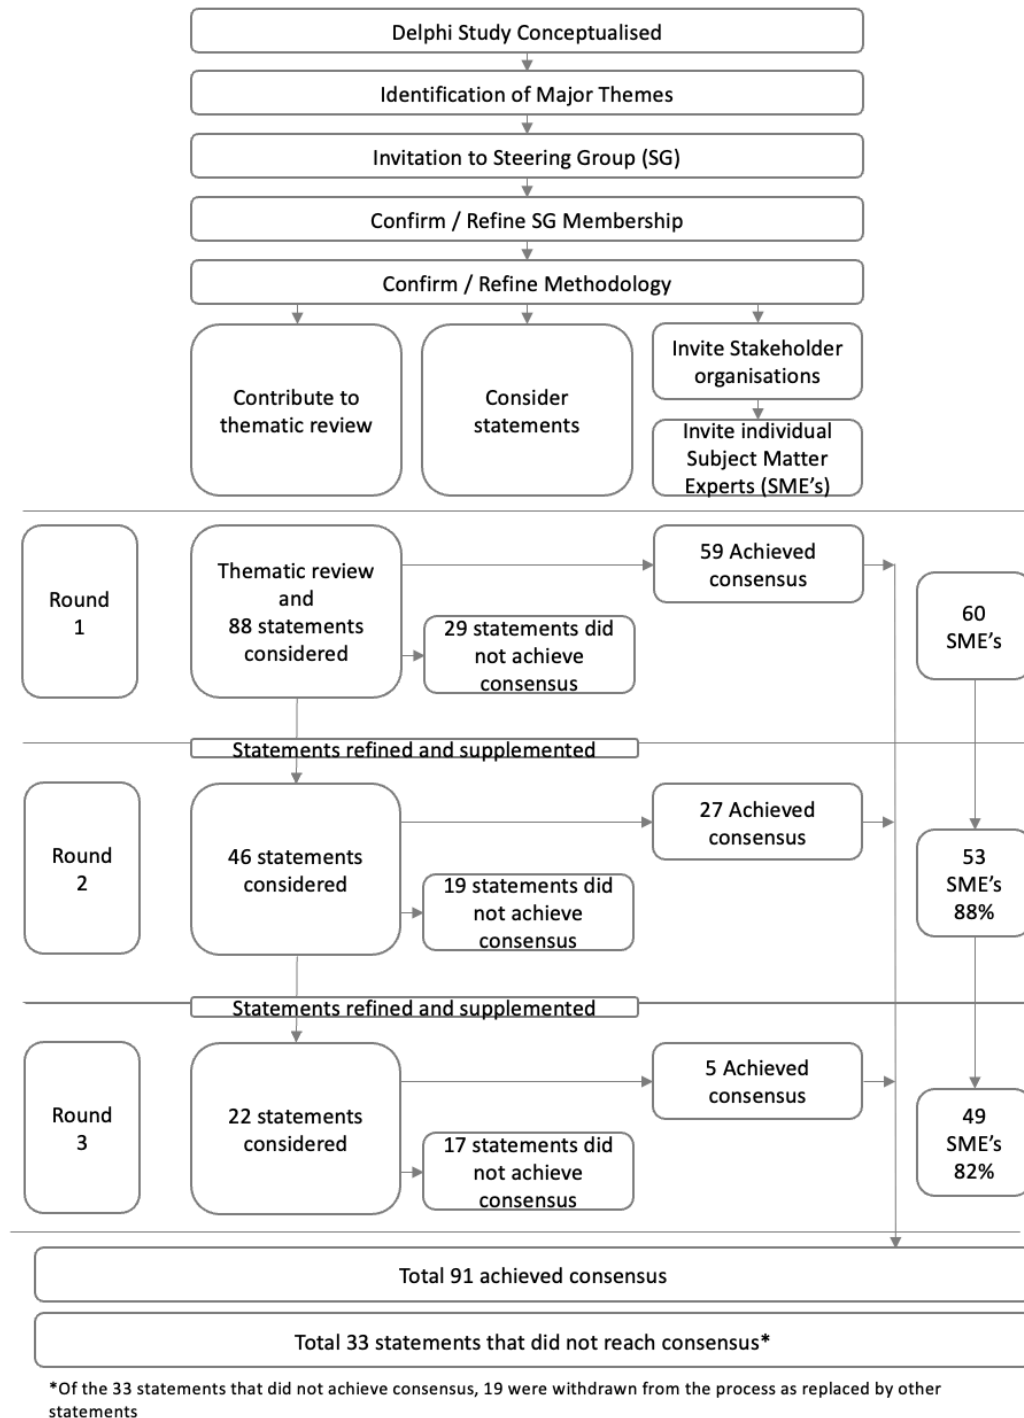 Delphi Study Conceptualised
Identification of Major Themes
Invitation to Steering Group (SG)
Confirm / Refine SG Membership
Confirm / Refine Methodology
Contribute to
thematic review
Consider
statements
Invite Stakeholder
organisations
Invite individual
Subject Matter
Experts (SME's)
Round
1
Thematic review
and
88 statements
considered
59 Achieved
consensus
29 statements did
not achieve
consensus
60
SME's
Statements refined and supplemented
Round
2
46 statements
considered
27 Achieved
consensus
19 statements did
not achieve
consensus
53
SME's
88%
Statements refined and supplemented
Round
3
22 statements
considered
5 Achieved
consensus
17 statements did
not achieve
consensus
49
SME's
82%
Total 91 achieved consensus
Total 33 statements that did not reach consensus*
*Of the 33 statements that did not achieve consensus, 19 were withdrawn from the process as replaced by other
statements